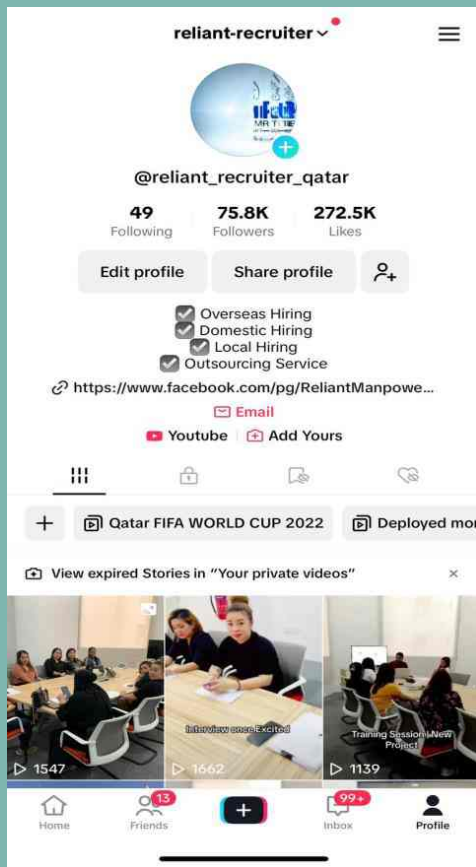 reliant-recruiter
@reliant_recruiter_qatar
49 75.8K 272.5K
Following Followers Likes
Edit profile Share profile
Overseas Hiring
Domestic Hiring
Local Hiring
Outsourcing Service
https://www.facebook.com/pg/ReliantManpowe...
Email
Youtube Add Yours
+ Qatar FIFA WORLD CUP 2022 Deployed mor
View expired Stories in "Your private videos" ×
Interview once Excited
Training Session | New
Project
1547 1662 1139
13 99+
Home Friends Inbox Profile